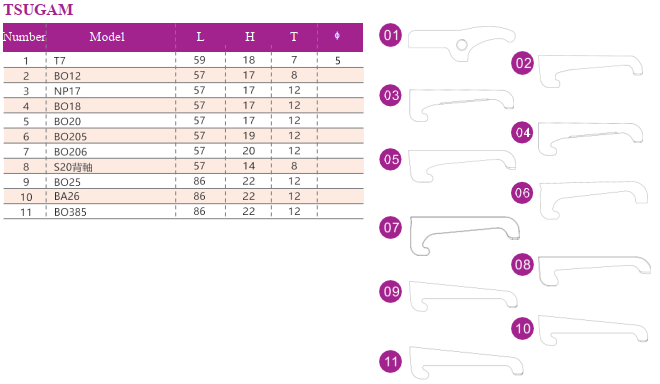 TSUGAM
Number Model L H T ϕ
1 T7 59 18 7 5
2 BO12 57 17 8
3 NP17 57 17 12
4 BO18 57 17 12
5 BO20 57 17 12
6 BO205 57 19 12
7 BO206 57 20 12
8 S20背軸 57 14 8
9 BO25 86 22 12
10 BA26 86 22 12
11 BO385 86 22 12
01
02
03
04
05
06
07
08
09
10
11